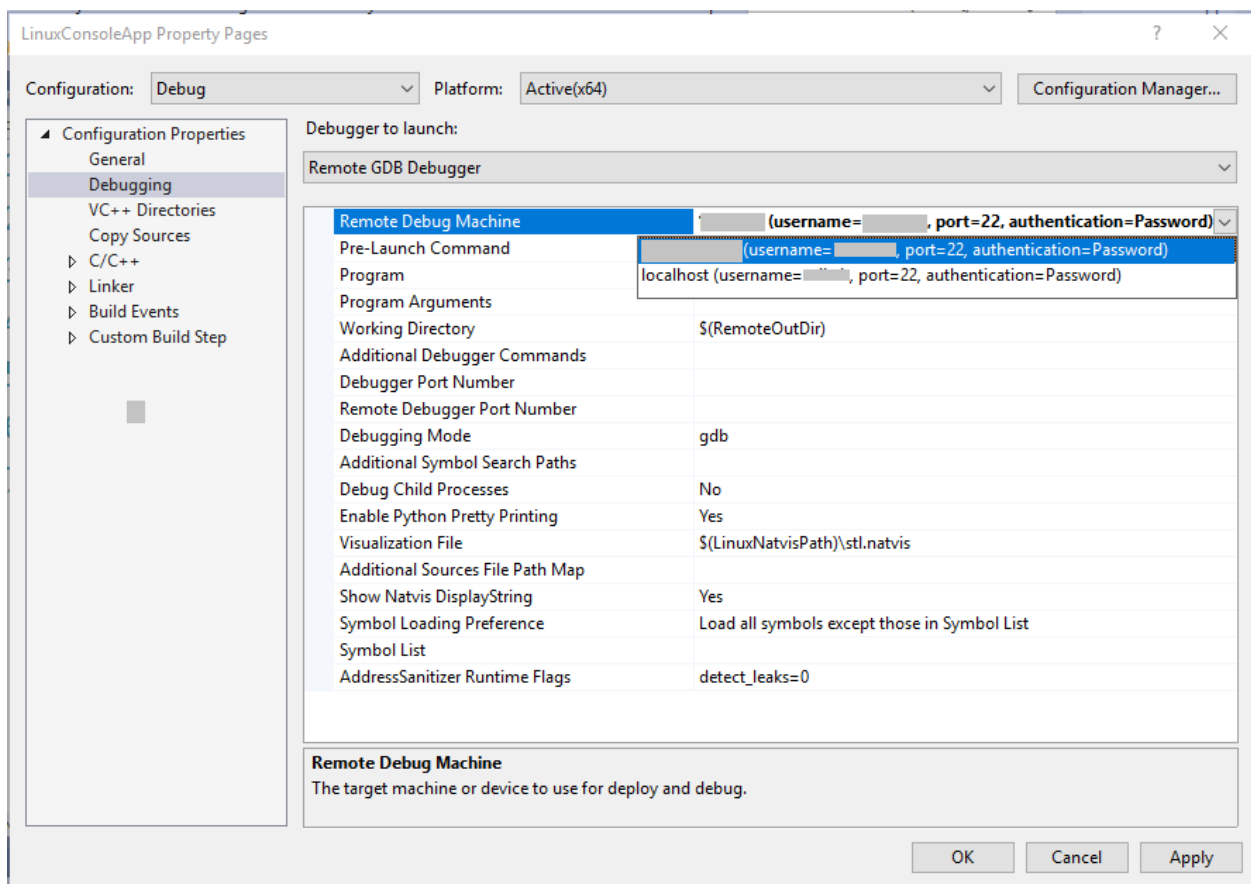 LinuxConsoleApp Property Pages
?
Configuration: Debug Platform: Active(x64) Configuration Manager...
Configuration Properties
General
Debugging
VC++ Directories
Copy Sources
C/C++
Linker
Build Events
Custom Build Step
Debugger to launch:
Remote GDB Debugger
Remote Debug Machine (username= , port=22, authentication=Password)
(username= , port=22, authentication=Password)
localhost (username= , port=22, authentication=Password)
Pre-Launch Command
Program
Program Arguments
Working Directory $(RemoteOutDir)
Additional Debugger Commands
Debugger Port Number
Remote Debugger Port Number
Debugging Mode gdb
Additional Symbol Search Paths
Debug Child Processes No
Enable Python Pretty Printing Yes
Visualization File $(LinuxNatvisPath)\stl.natvis
Additional Sources File Path Map
Show Natvis DisplayString Yes
Symbol Loading Preference Load all symbols except those in Symbol List
Symbol List
AddressSanitizer Runtime Flags detect_leaks=0
Remote Debug Machine
The target machine or device to use for deploy and debug.
OK Cancel Apply